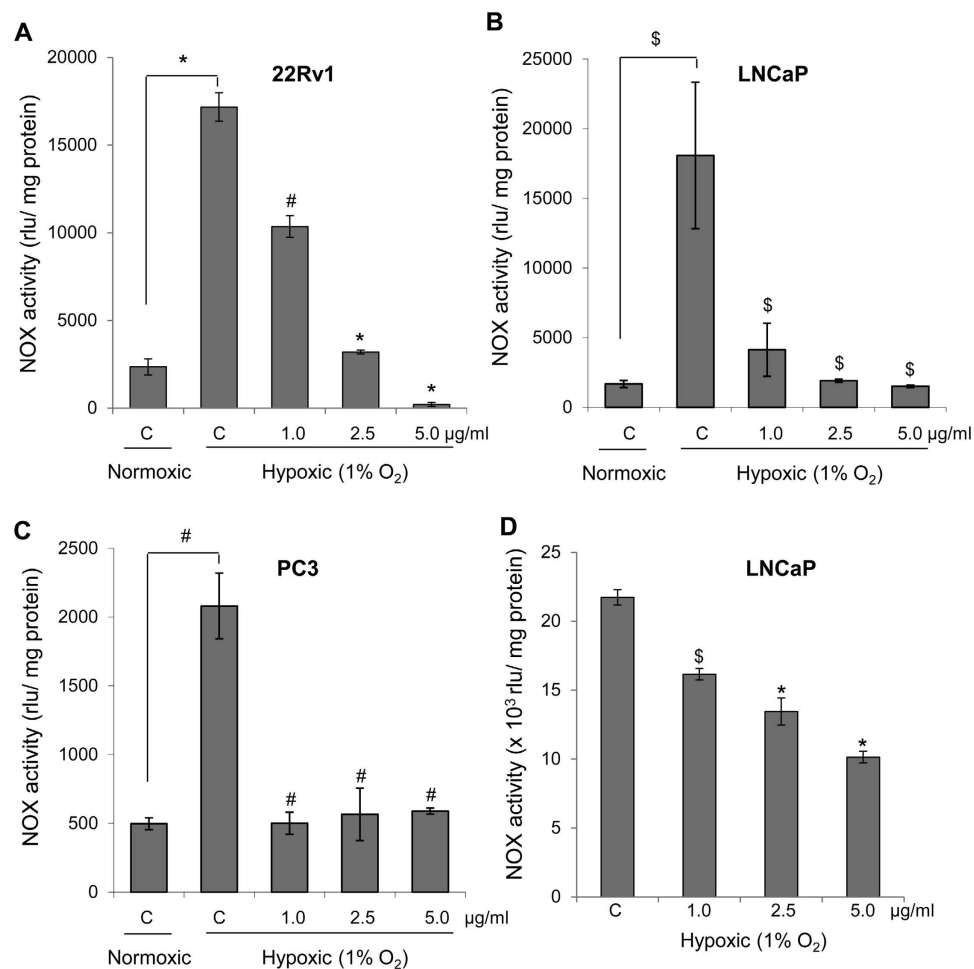 A
22Rv1
NOX activity (rlu/ mg protein)
20000
15000
10000
5000
0
*
#
*
*
C C 1.0 2.5 5.0 µg/ml
Normoxic Hypoxic (1% O₂)
B
LNCaP
NOX activity (rlu/ mg protein)
25000
20000
15000
10000
5000
0
$
$
$
$
C C 1.0 2.5 5.0 µg/ml
Normoxic Hypoxic (1% O₂)
C
PC3
NOX activity (rlu/ mg protein)
2500
2000
1500
1000
500
0
#
#
#
#
C C 1.0 2.5 5.0 µg/ml
Normoxic Hypoxic (1% O₂)
D
LNCaP
NOX activity (x 10³ rlu/ mg protein)
25
20
15
10
5
0
$
*
*
C 1.0 2.5 5.0 µg/ml
Hypoxic (1% O₂)